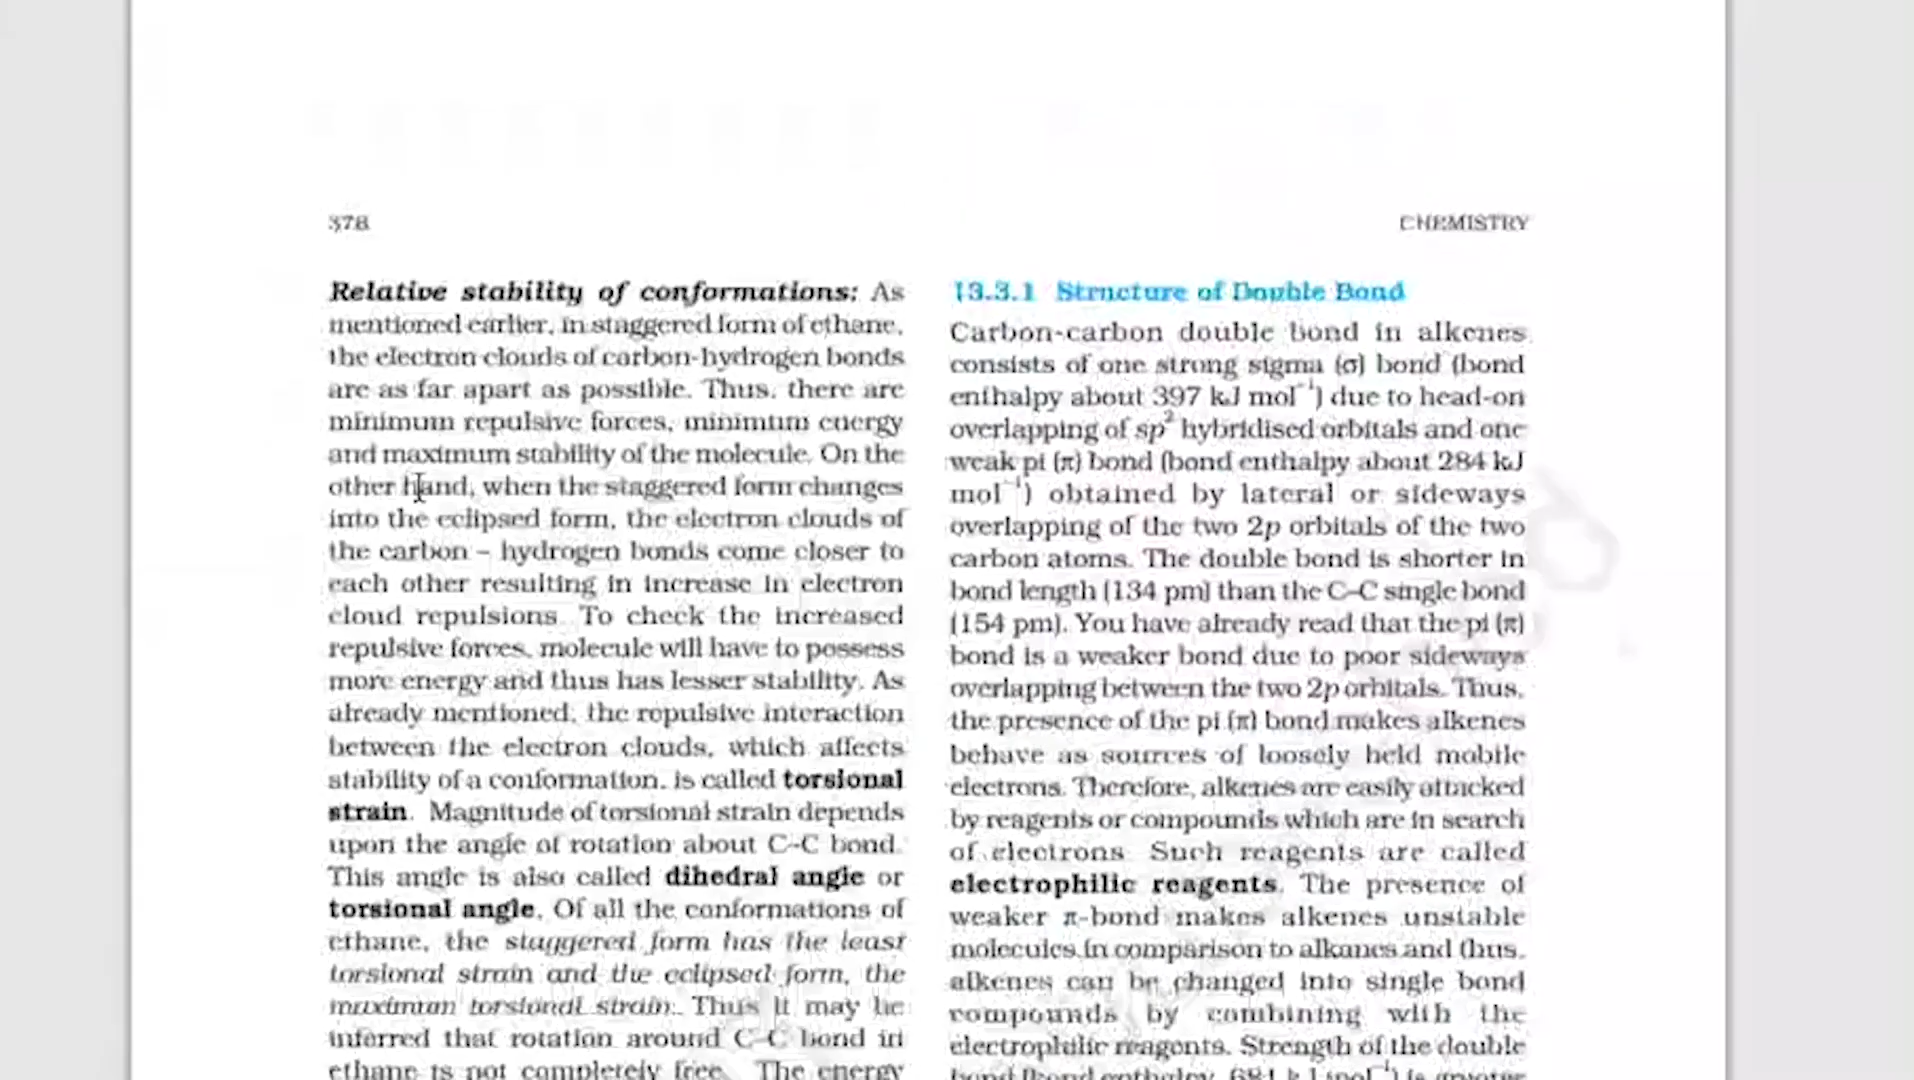 378
CHEMISTRY
Relative stability of conformations: As
mentioned earlier, in staggered form of ethane,
the electron clouds of carbon-hydrogen bonds
are as far apart as possible. Thus, there are
minimum repulsive forces, minimum energy
and maximum stability of the molecule. On the
other hand, when the staggered form changes
into the eclipsed form, the electron clouds of
the carbon – hydrogen bonds come closer to
each other resulting in increase in electron
cloud repulsions. To check the increased
repulsive forces, molecule will have to possess
more energy and thus has lesser stability. As
already mentioned, the repulsive interaction
between the electron clouds, which affects
stability of a conformation, is called torsional
strain. Magnitude of torsional strain depends
upon the angle of rotation about C–C bond.
This angle is also called dihedral angle or
torsional angle. Of all the conformations of
ethane, the staggered form has the least
torsional strain and the eclipsed form, the
maximum torsional strain. Thus it may be
inferred that rotation around C–C bond in
ethane is not completely free. The energy
13.3.1 Structure of Double Bond
Carbon-carbon double bond in alkenes
consists of one strong sigma (σ) bond (bond
enthalpy about 397 kJ mol⁻¹) due to head-on
overlapping of sp² hybridised orbitals and one
weak pi (π) bond (bond enthalpy about 284 kJ
mol⁻¹) obtained by lateral or sideways
overlapping of the two 2p orbitals of the two
carbon atoms. The double bond is shorter in
bond length (134 pm) than the C–C single bond
(154 pm). You have already read that the pi (π)
bond is a weaker bond due to poor sideways
overlapping between the two 2p orbitals. Thus,
the presence of the pi (π) bond makes alkenes
behave as sources of loosely held mobile
electrons. Therefore, alkenes are easily attacked
by reagents or compounds which are in search
of electrons. Such reagents are called
electrophilic reagents. The presence of
weaker π-bond makes alkenes unstable
molecules in comparison to alkanes and thus,
alkenes can be changed into single bond
compounds by combining with the
electrophilic reagents. Strength of the double
bond (bond enthalpy, 681 kJ mol⁻¹) is greater